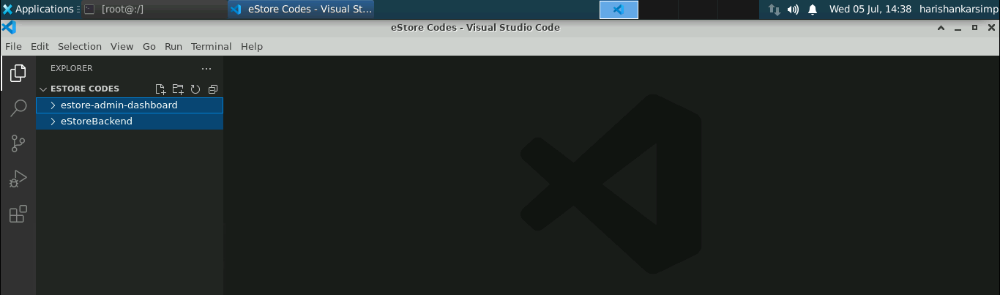 Applications [root@:/] eStore Codes - Visual St... Wed 05 Jul, 14:38 harishankarsimp
eStore Codes - Visual Studio Code
File Edit Selection View Go Run Terminal Help
EXPLORER
ESTORE CODES
estore-admin-dashboard
eStoreBackend